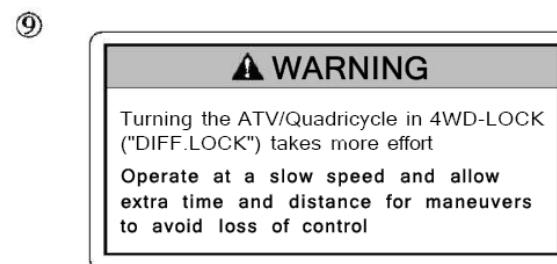 ⑨
WARNING
Turning the ATV/Quadricycle in 4WD-LOCK
("DIFF.LOCK") takes more effort
Operate at a slow speed and allow
extra time and distance for maneuvers
to avoid loss of control